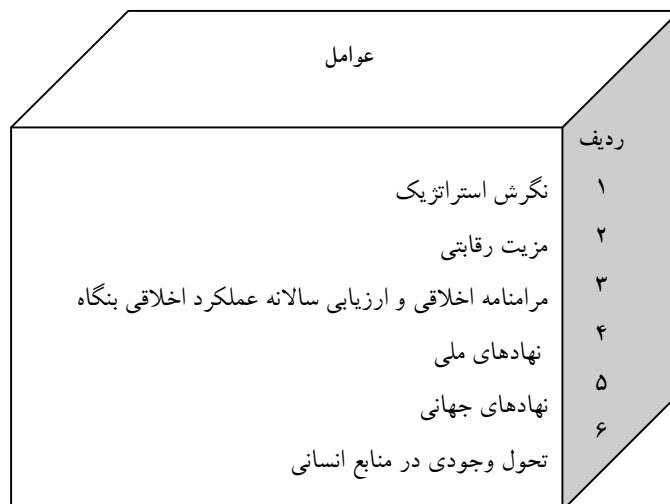 عوامل
ردیف
۱ نگرش استراتژیک
۲ مزیت رقابتی
۳ مرامنامه اخلاقی و ارزیابی سالانه عملکرد اخلاقی بنگاه
۴ نهادهای ملی
۵ نهادهای جهانی
۶ تحول وجودی در منابع انسانی